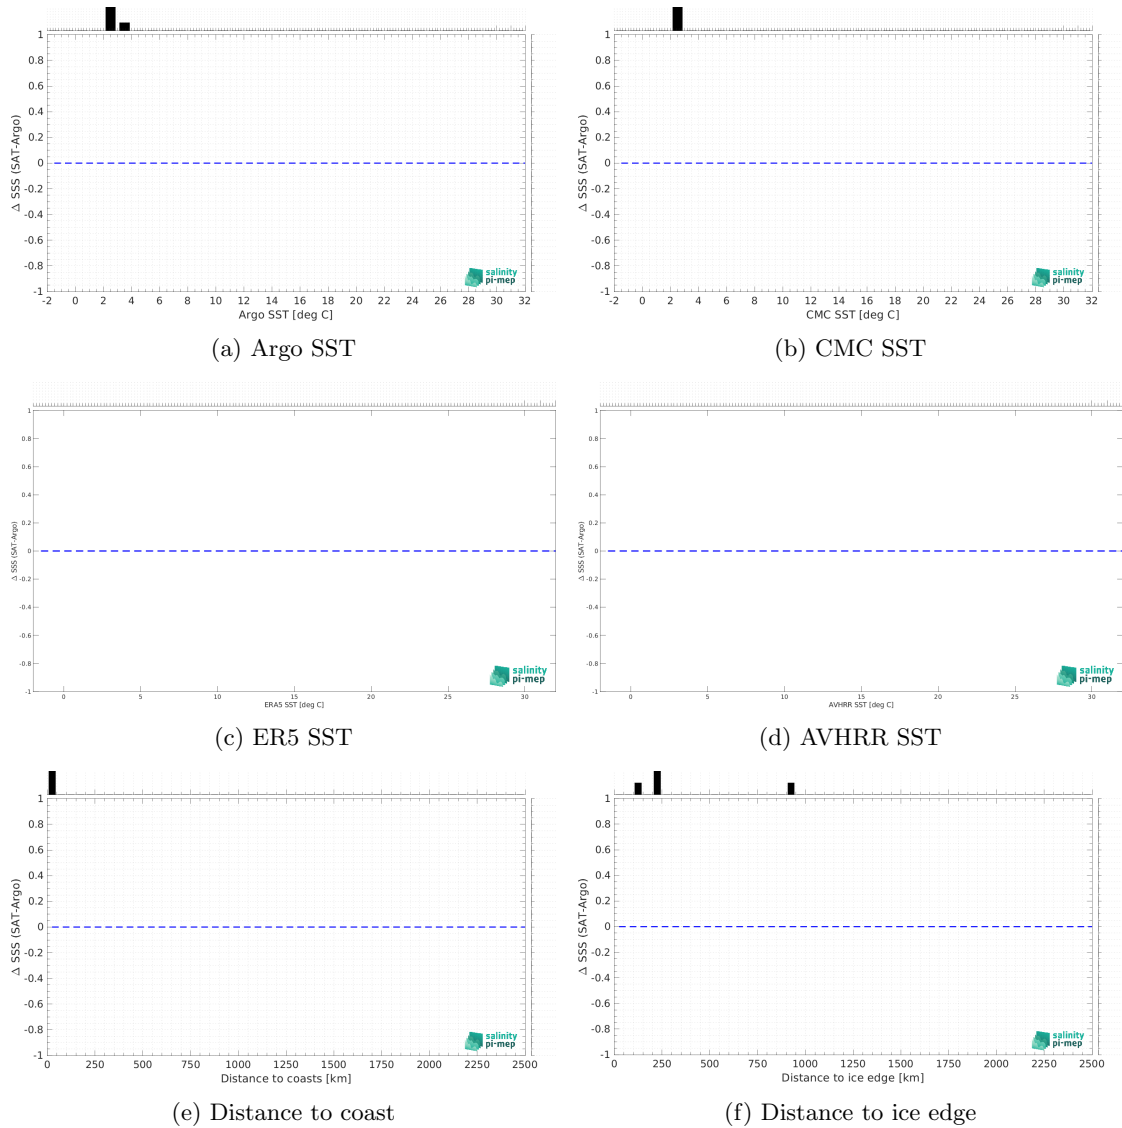 1
0.8
0.6
0.4
0.2
0
-0.2
-0.4
-0.6
-0.8
-1
Δ SSS (SAT-Argo)
salinity
pi-mep
-2 0 2 4 6 8 10 12 14 16 18 20 22 24 26 28 30 32
Argo SST [deg C]
(a) Argo SST
1
0.8
0.6
0.4
0.2
0
-0.2
-0.4
-0.6
-0.8
-1
Δ SSS (SAT-Argo)
salinity
pi-mep
-2 0 2 4 6 8 10 12 14 16 18 20 22 24 26 28 30 32
CMC SST [deg C]
(b) CMC SST
1
0.8
0.6
0.4
0.2
0
-0.2
-0.4
-0.6
-0.8
-1
Δ SSS (SAT-Argo)
salinity
pi-mep
0 5 10 15 20 25 30
ERA5 SST [deg C]
(c) ER5 SST
1
0.8
0.6
0.4
0.2
0
-0.2
-0.4
-0.6
-0.8
-1
Δ SSS (SAT-Argo)
salinity
pi-mep
0 5 10 15 20 25 30
AVHRR SST [deg C]
(d) AVHRR SST
1
0.8
0.6
0.4
0.2
0
-0.2
-0.4
-0.6
-0.8
-1
Δ SSS (SAT-Argo)
salinity
pi-mep
0 250 500 750 1000 1250 1500 1750 2000 2250 2500
Distance to coasts [km]
(e) Distance to coast
1
0.8
0.6
0.4
0.2
0
-0.2
-0.4
-0.6
-0.8
-1
Δ SSS (SAT-Argo)
salinity
pi-mep
0 250 500 750 1000 1250 1500 1750 2000 2250 2500
Distance to ice edge [km]
(f) Distance to ice edge